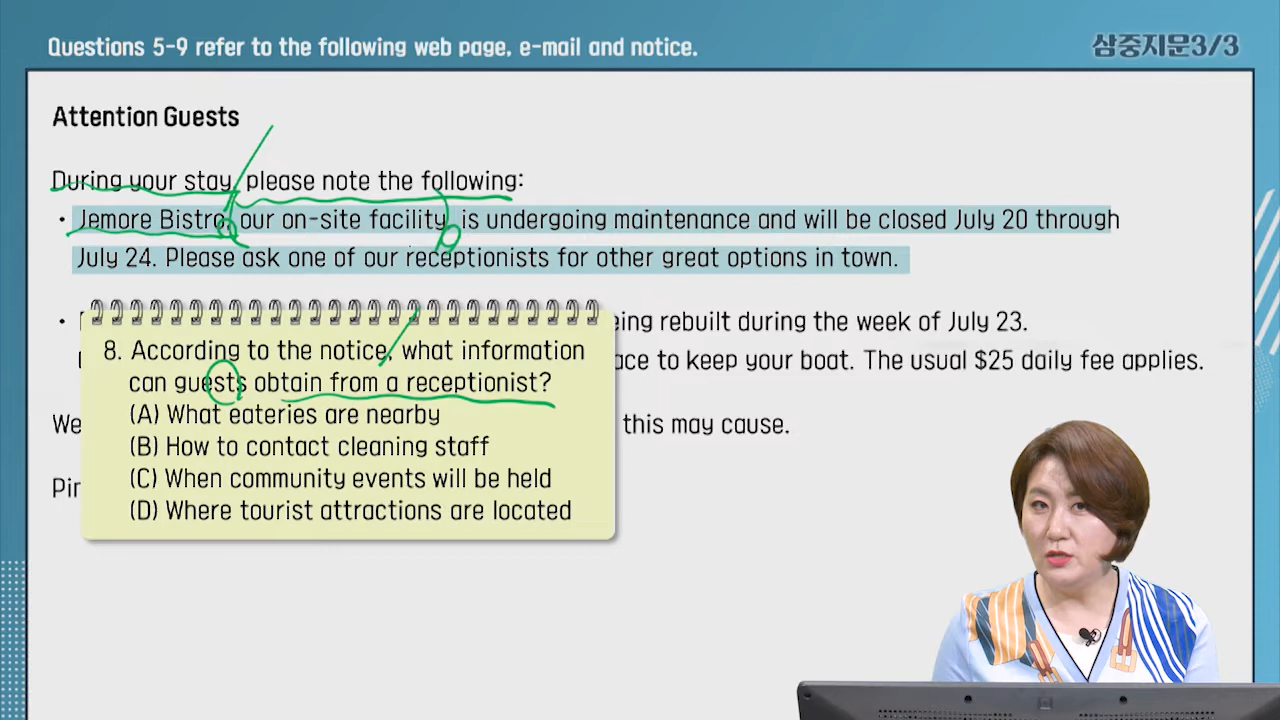 Questions 5-9 refer to the following web page, e-mail and notice.
삼중지문3/3
Attention Guests
During your stay, please note the following:
• Jemore Bistro, our on-site facility, is undergoing maintenance and will be closed July 20 through
July 24. Please ask one of our receptionists for other great options in town.
• eing rebuilt during the week of July 23.
ace to keep your boat. The usual $25 daily fee applies.
We this may cause.
Pin
8. According to the notice, what information
can guests obtain from a receptionist?
(A) What eateries are nearby
(B) How to contact cleaning staff
(C) When community events will be held
(D) Where tourist attractions are located